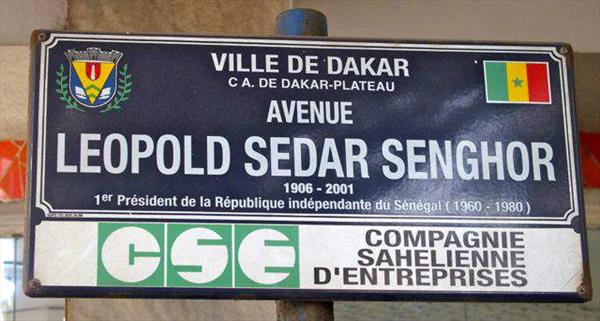 VILLE DE DAKAR
C A. DE DAKAR-PLATEAU
AVENUE
LEOPOLD SEDAR SENGHOR
1906 - 2001
1er Président de la République indépendante du Sénégal ( 1960 - 1980 )
CSE
COMPAGNIE
SAHELIENNE
D'ENTREPRISES